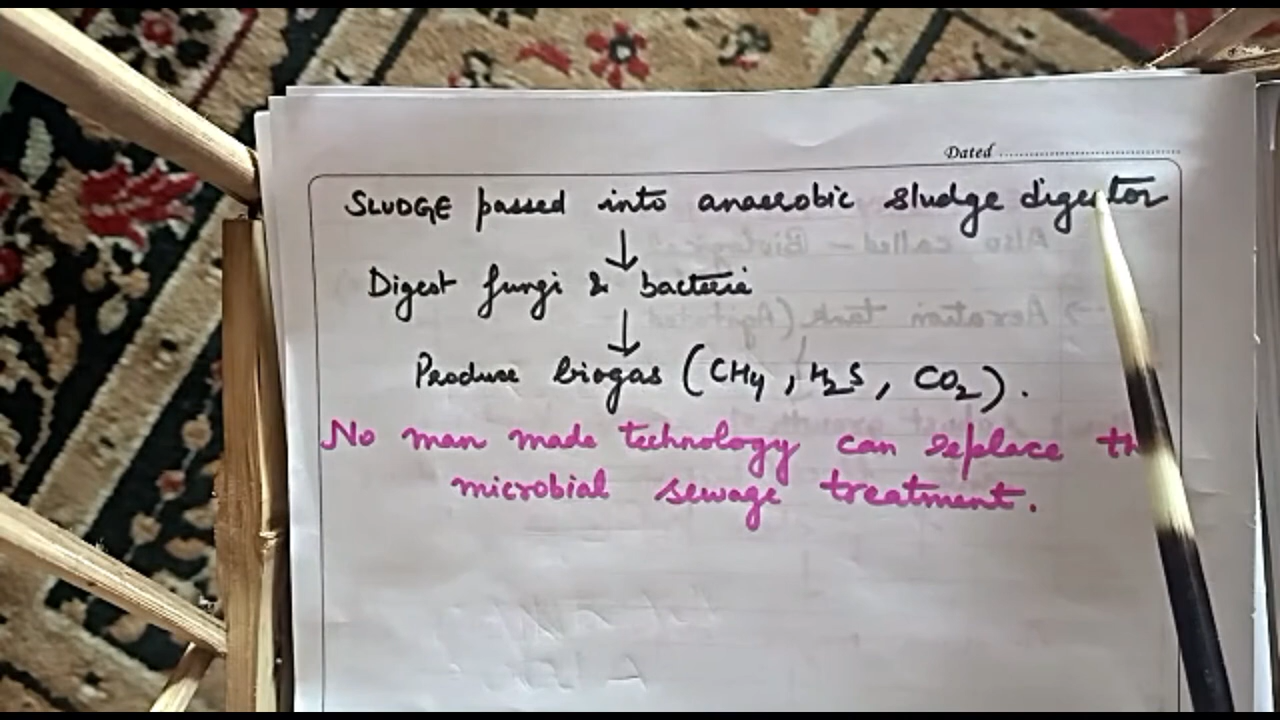 Dated
SLUDGE passed into anaerobic sludge digestor
Digest fungi & bacteria
Produce biogas (CH4, H2S, CO2).
No man made technology can replace the
microbial sewage treatment.